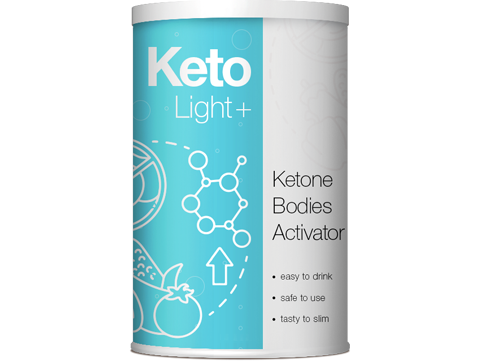 Keto
Light+
Ketone
Bodies
Activator
• easy to drink
• safe to use
• tasty to slim